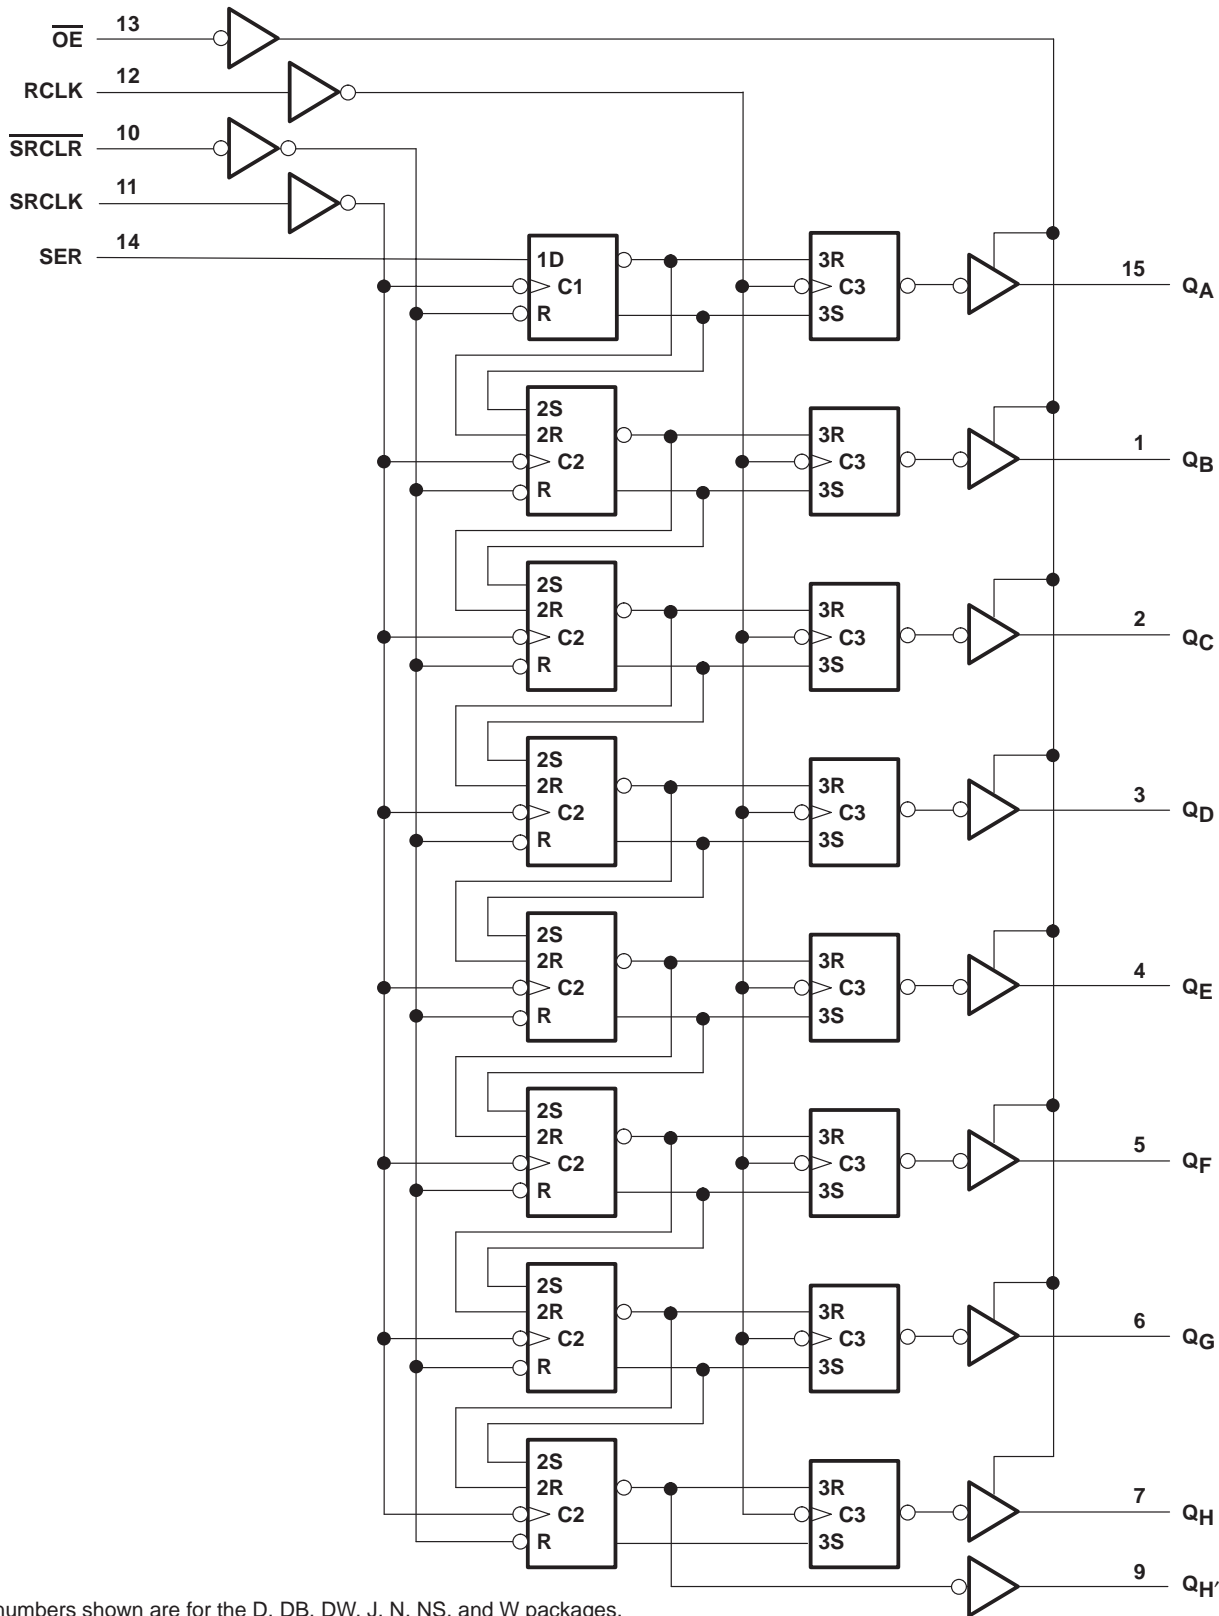 OE 13
RCLK 12
SRCLR 10
SRCLK 11
SER 14
1D 3R
C1 C3 15 QA
R 3S
2S
2R 3R
C2 C3 1 QB
R 3S
2S
2R 3R
C2 C3 2 QC
R 3S
2S
2R 3R
C2 C3 3 QD
R 3S
2S
2R 3R
C2 C3 4 QE
R 3S
2S
2R 3R
C2 C3 5 QF
R 3S
2S
2R 3R
C2 C3 6 QG
R 3S
2S
2R 3R
C2 C3 7 QH
R 3S
9 QH′
numbers shown are for the D, DB, DW, J, N, NS, and W packages.